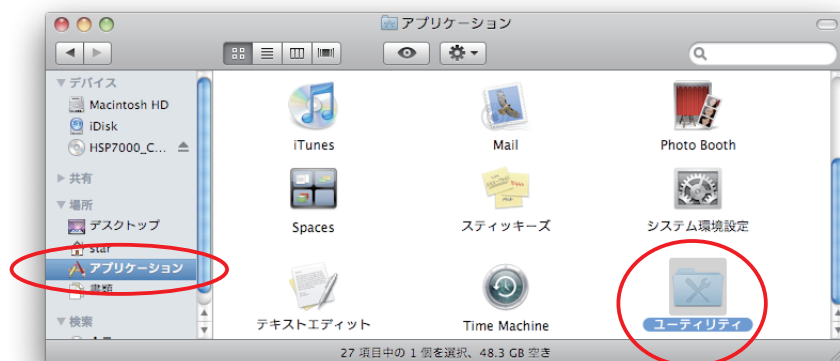 アプリケーション
デバイス
Macintosh HD
iDisk
HSP7000_C...
共有
場所
デスクトップ
star
アプリケーション
書類
検索
iTunes
Mail
Photo Booth
Spaces
スティッキーズ
システム環境設定
テキストエディット
Time Machine
ユーティリティ
27 項目中の 1 個を選択、48.3 GB 空き